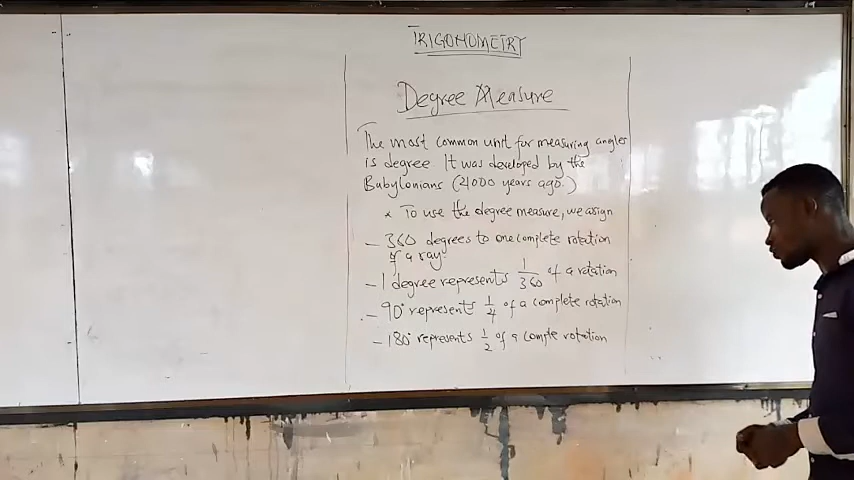 TRIGONOMETRY
Degree Measure
The most common unit for measuring angles
is degree It was developed by the
Babylonians (4000 years ago.)
× To use the degree measure, we asign
– 360 degrees to one complete rotation
of a ray
– 1 degree represents 1/360 of a rotation
– 90° represents 1/4 of a complete rotation
– 180° represents 1/2 of a comple rotation